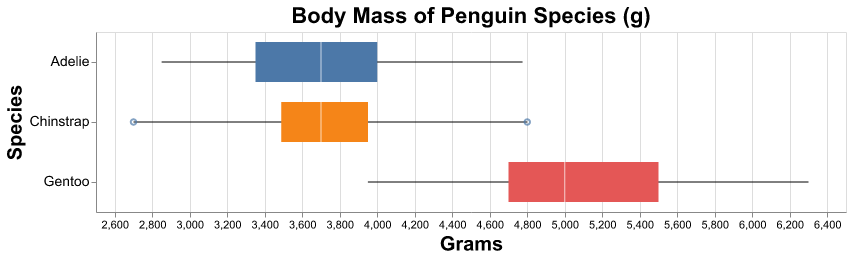 Body Mass of Penguin Species (g)
Species
Adelie
Chinstrap
Gentoo
2,600 2,800 3,000 3,200 3,400 3,600 3,800 4,000 4,200 4,400 4,600 4,800 5,000 5,200 5,400 5,600 5,800 6,000 6,200 6,400
Grams